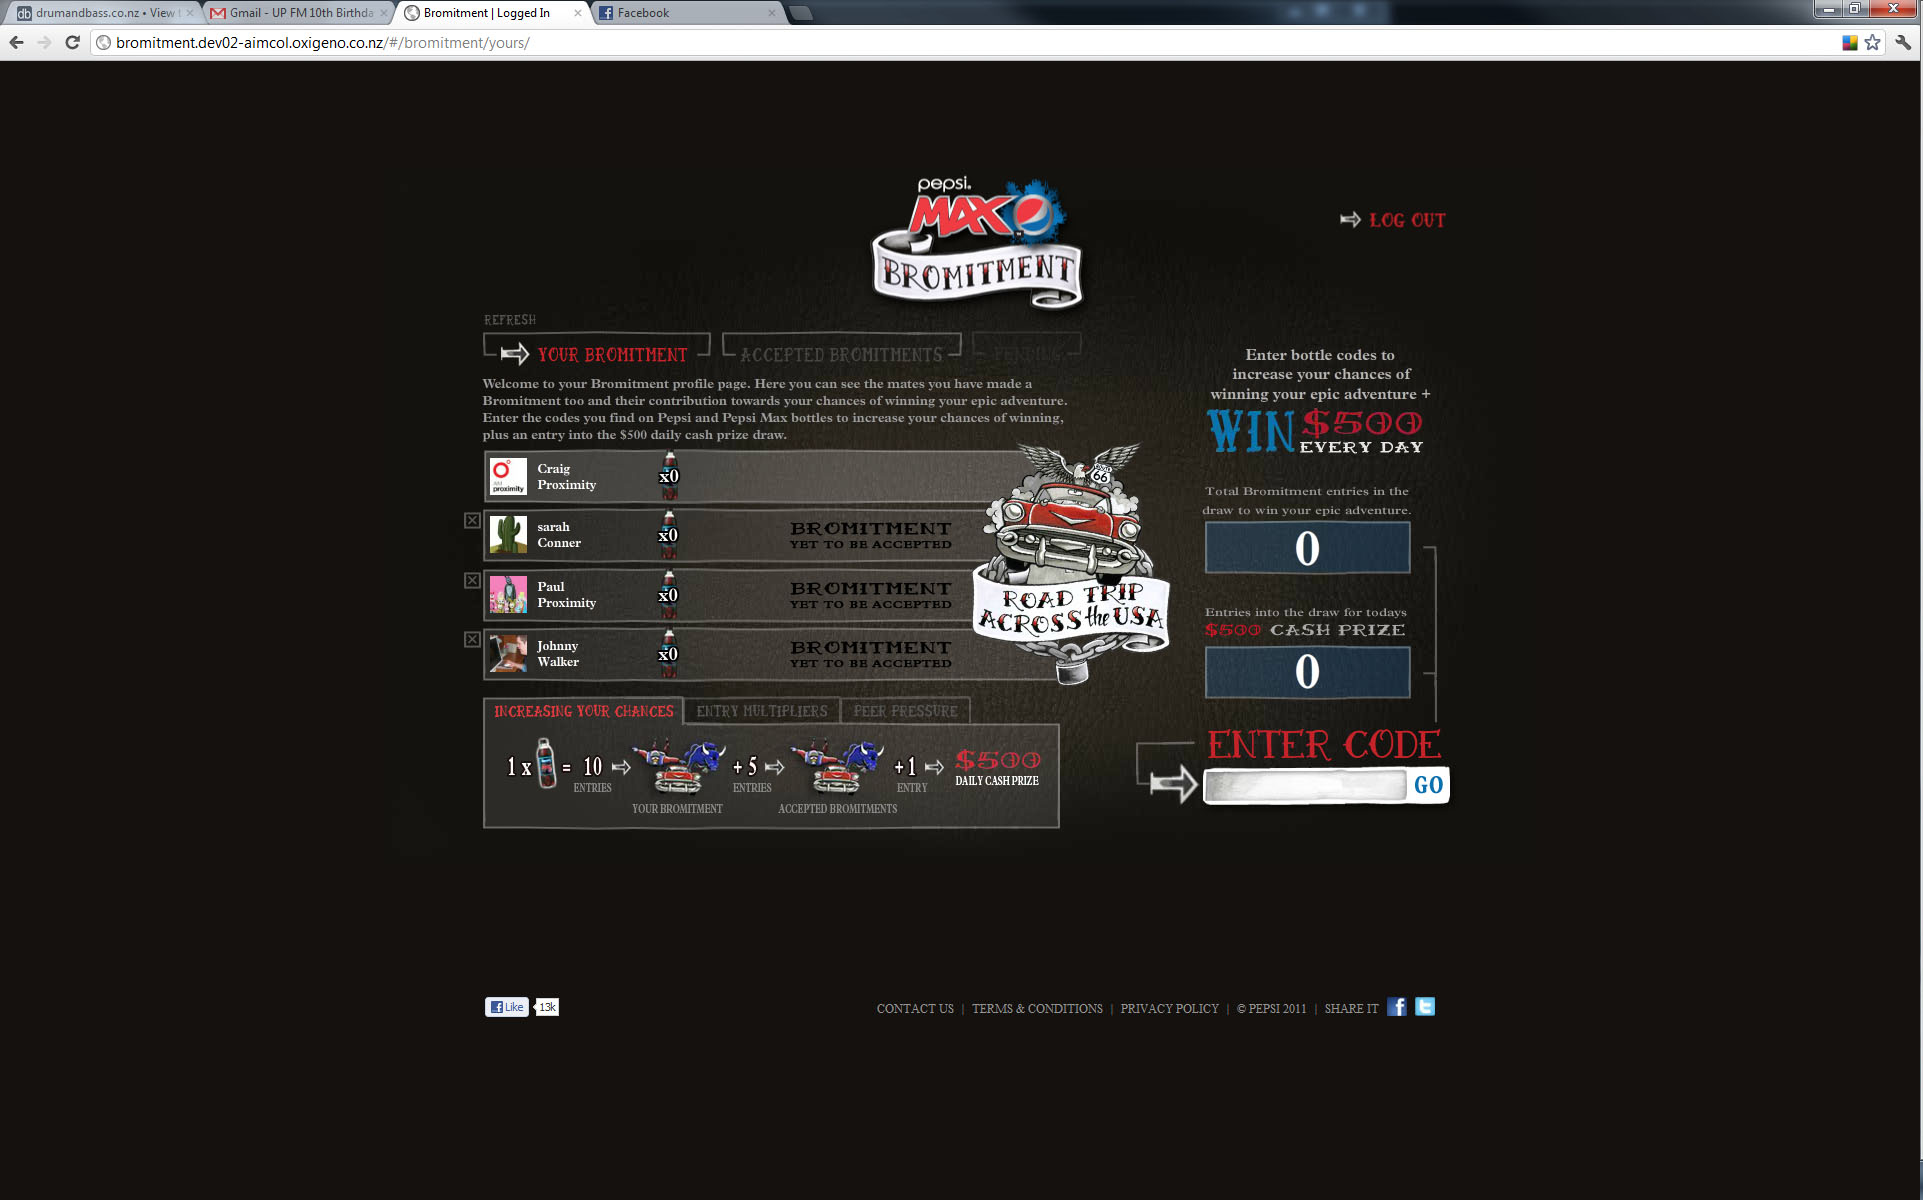 drumandbass.co.nz • View t
Gmail - UP FM 10th Birthda
Bromitment | Logged In
Facebook
bromitment.dev02-aimcol.oxigeno.co.nz/#/bromitment/yours/
pepsi.
MAX
BROMITMENT
LOG OUT
REFRESH
YOUR BROMITMENT
ACCEPTED BROMITMENTS
PENDING
Welcome to your Bromitment profile page. Here you can see the mates you have made a
Bromitment too and their contribution towards your chances of winning your epic adventure.
Enter the codes you find on Pepsi and Pepsi Max bottles to increase your chances of winning,
plus an entry into the $500 daily cash prize draw.
Craig
Proximity
x0
sarah
Conner
x0
BROMITMENT
YET TO BE ACCEPTED
Paul
Proximity
x0
BROMITMENT
YET TO BE ACCEPTED
Johnny
Walker
x0
BROMITMENT
YET TO BE ACCEPTED
66
ROAD TRIP
ACROSS the USA
INCREASING YOUR CHANCES
ENTRY MULTIPLIERS
PEER PRESSURE
1 x = 10
ENTRIES
YOUR BROMITMENT
+ 5
ENTRIES
ACCEPTED BROMITMENTS
+1
ENTRY
$500
DAILY CASH PRIZE
Enter bottle codes to
increase your chances of
winning your epic adventure +
WIN $500
EVERY DAY
Total Bromitment entries in the
draw to win your epic adventure.
0
Entries into the draw for todays
$500 CASH PRIZE
0
ENTER CODE
GO
Like
13k
CONTACT US | TERMS & CONDITIONS | PRIVACY POLICY | © PEPSI 2011 | SHARE IT